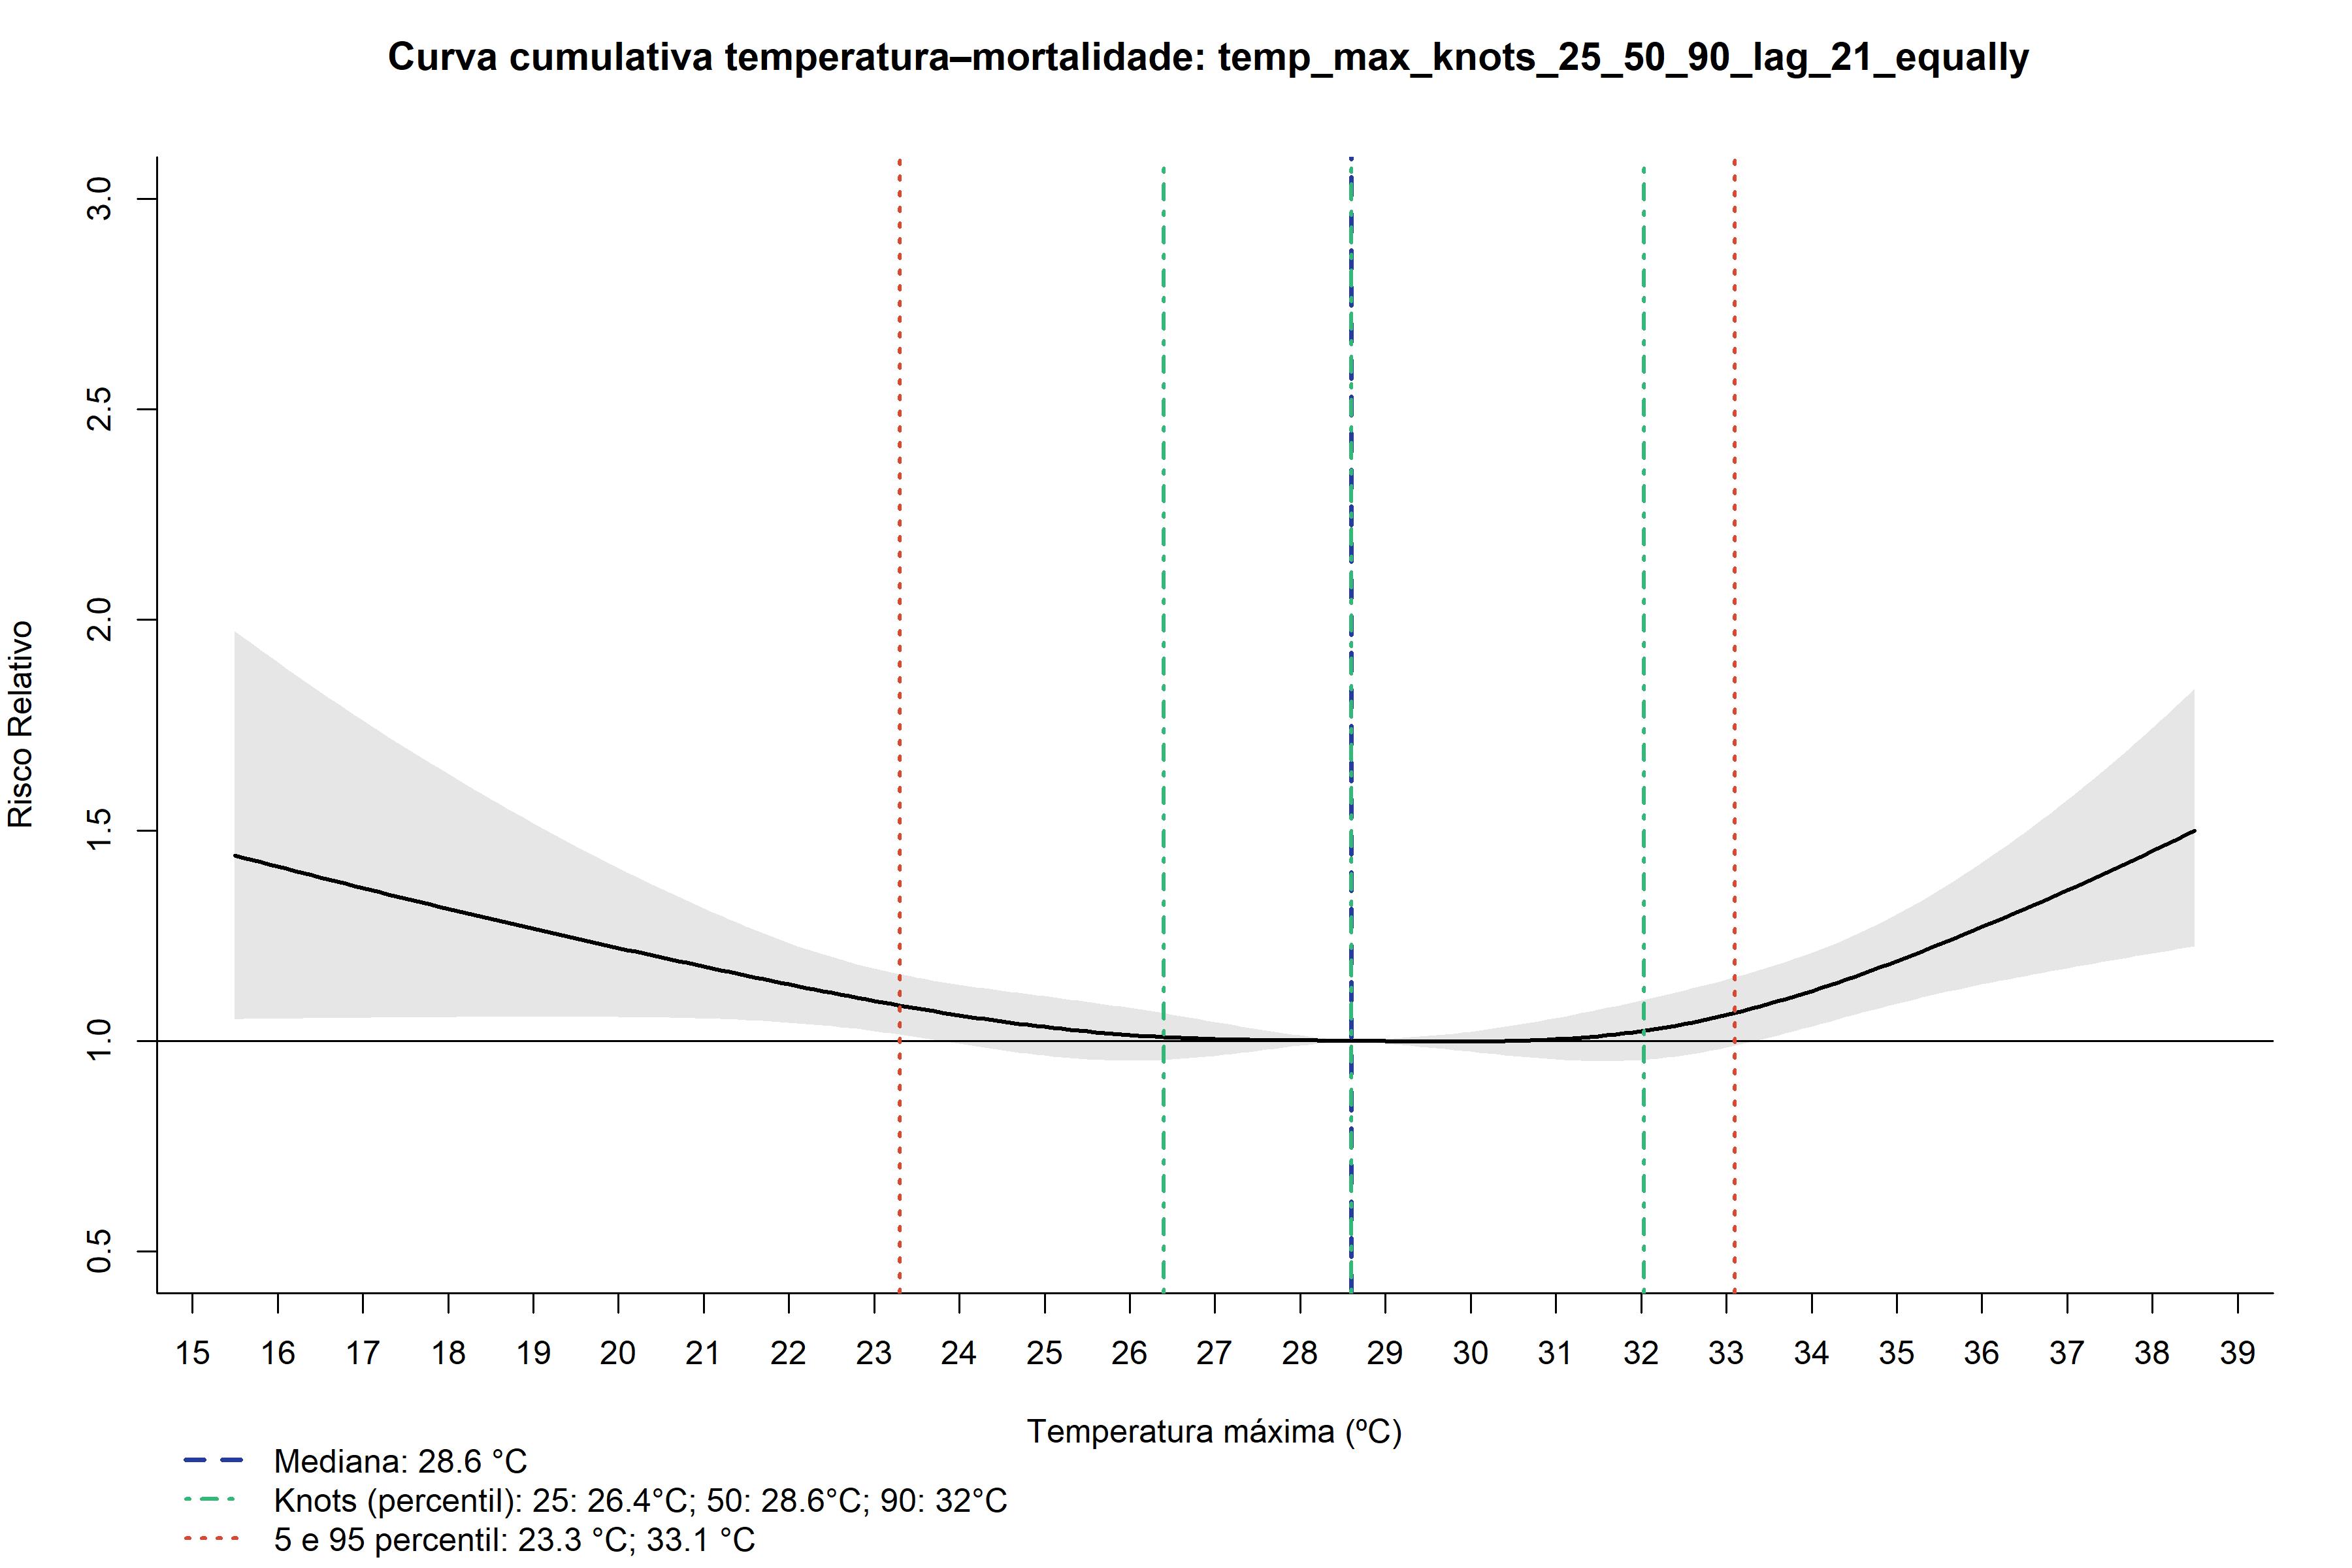 Curva cumulativa temperatura–mortalidade: temp_max_knots_25_50_90_lag_21_equally
Risco Relativo
3.0
2.5
2.0
1.5
1.0
0.5
15 16 17 18 19 20 21 22 23 24 25 26 27 28 29 30 31 32 33 34 35 36 37 38 39
Temperatura máxima (ºC)
Mediana: 28.6 °C
Knots (percentil): 25: 26.4°C; 50: 28.6°C; 90: 32°C
5 e 95 percentil: 23.3 °C; 33.1 °C